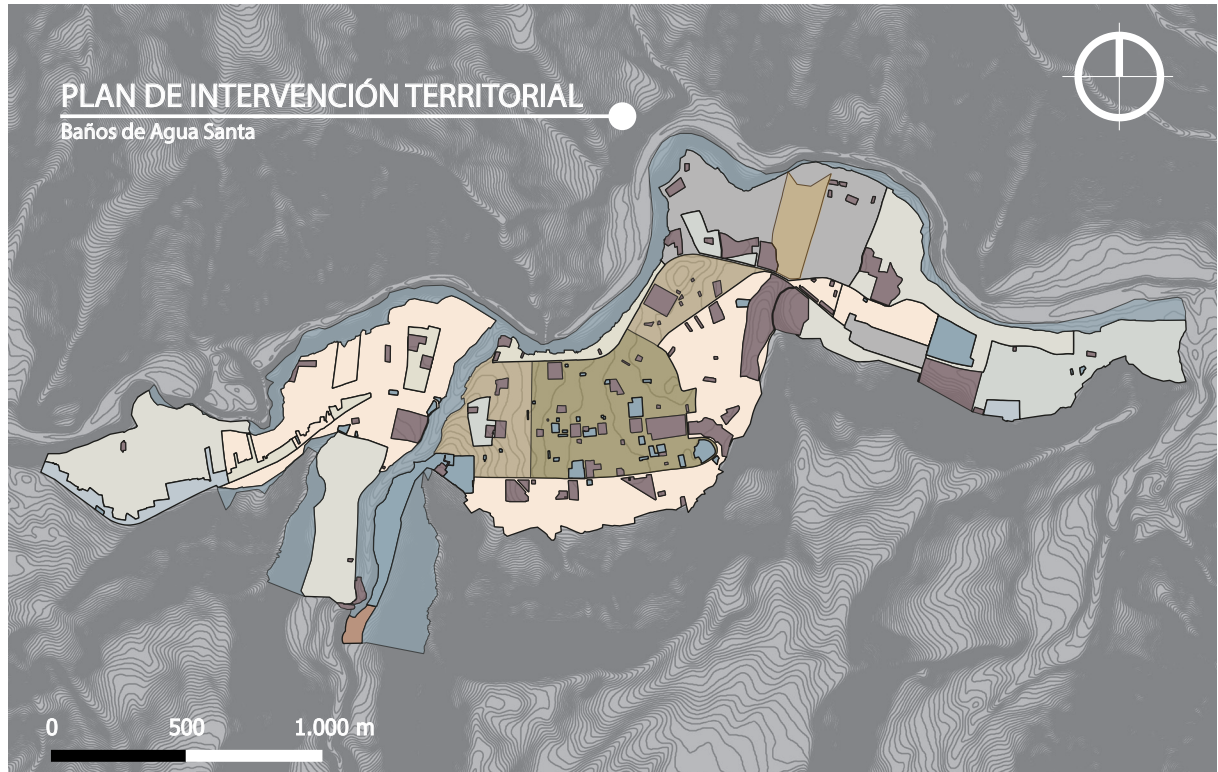 PLAN DE INTERVENCIÓN TERRITORIAL
Baños de Agua Santa
0 500 1.000 m